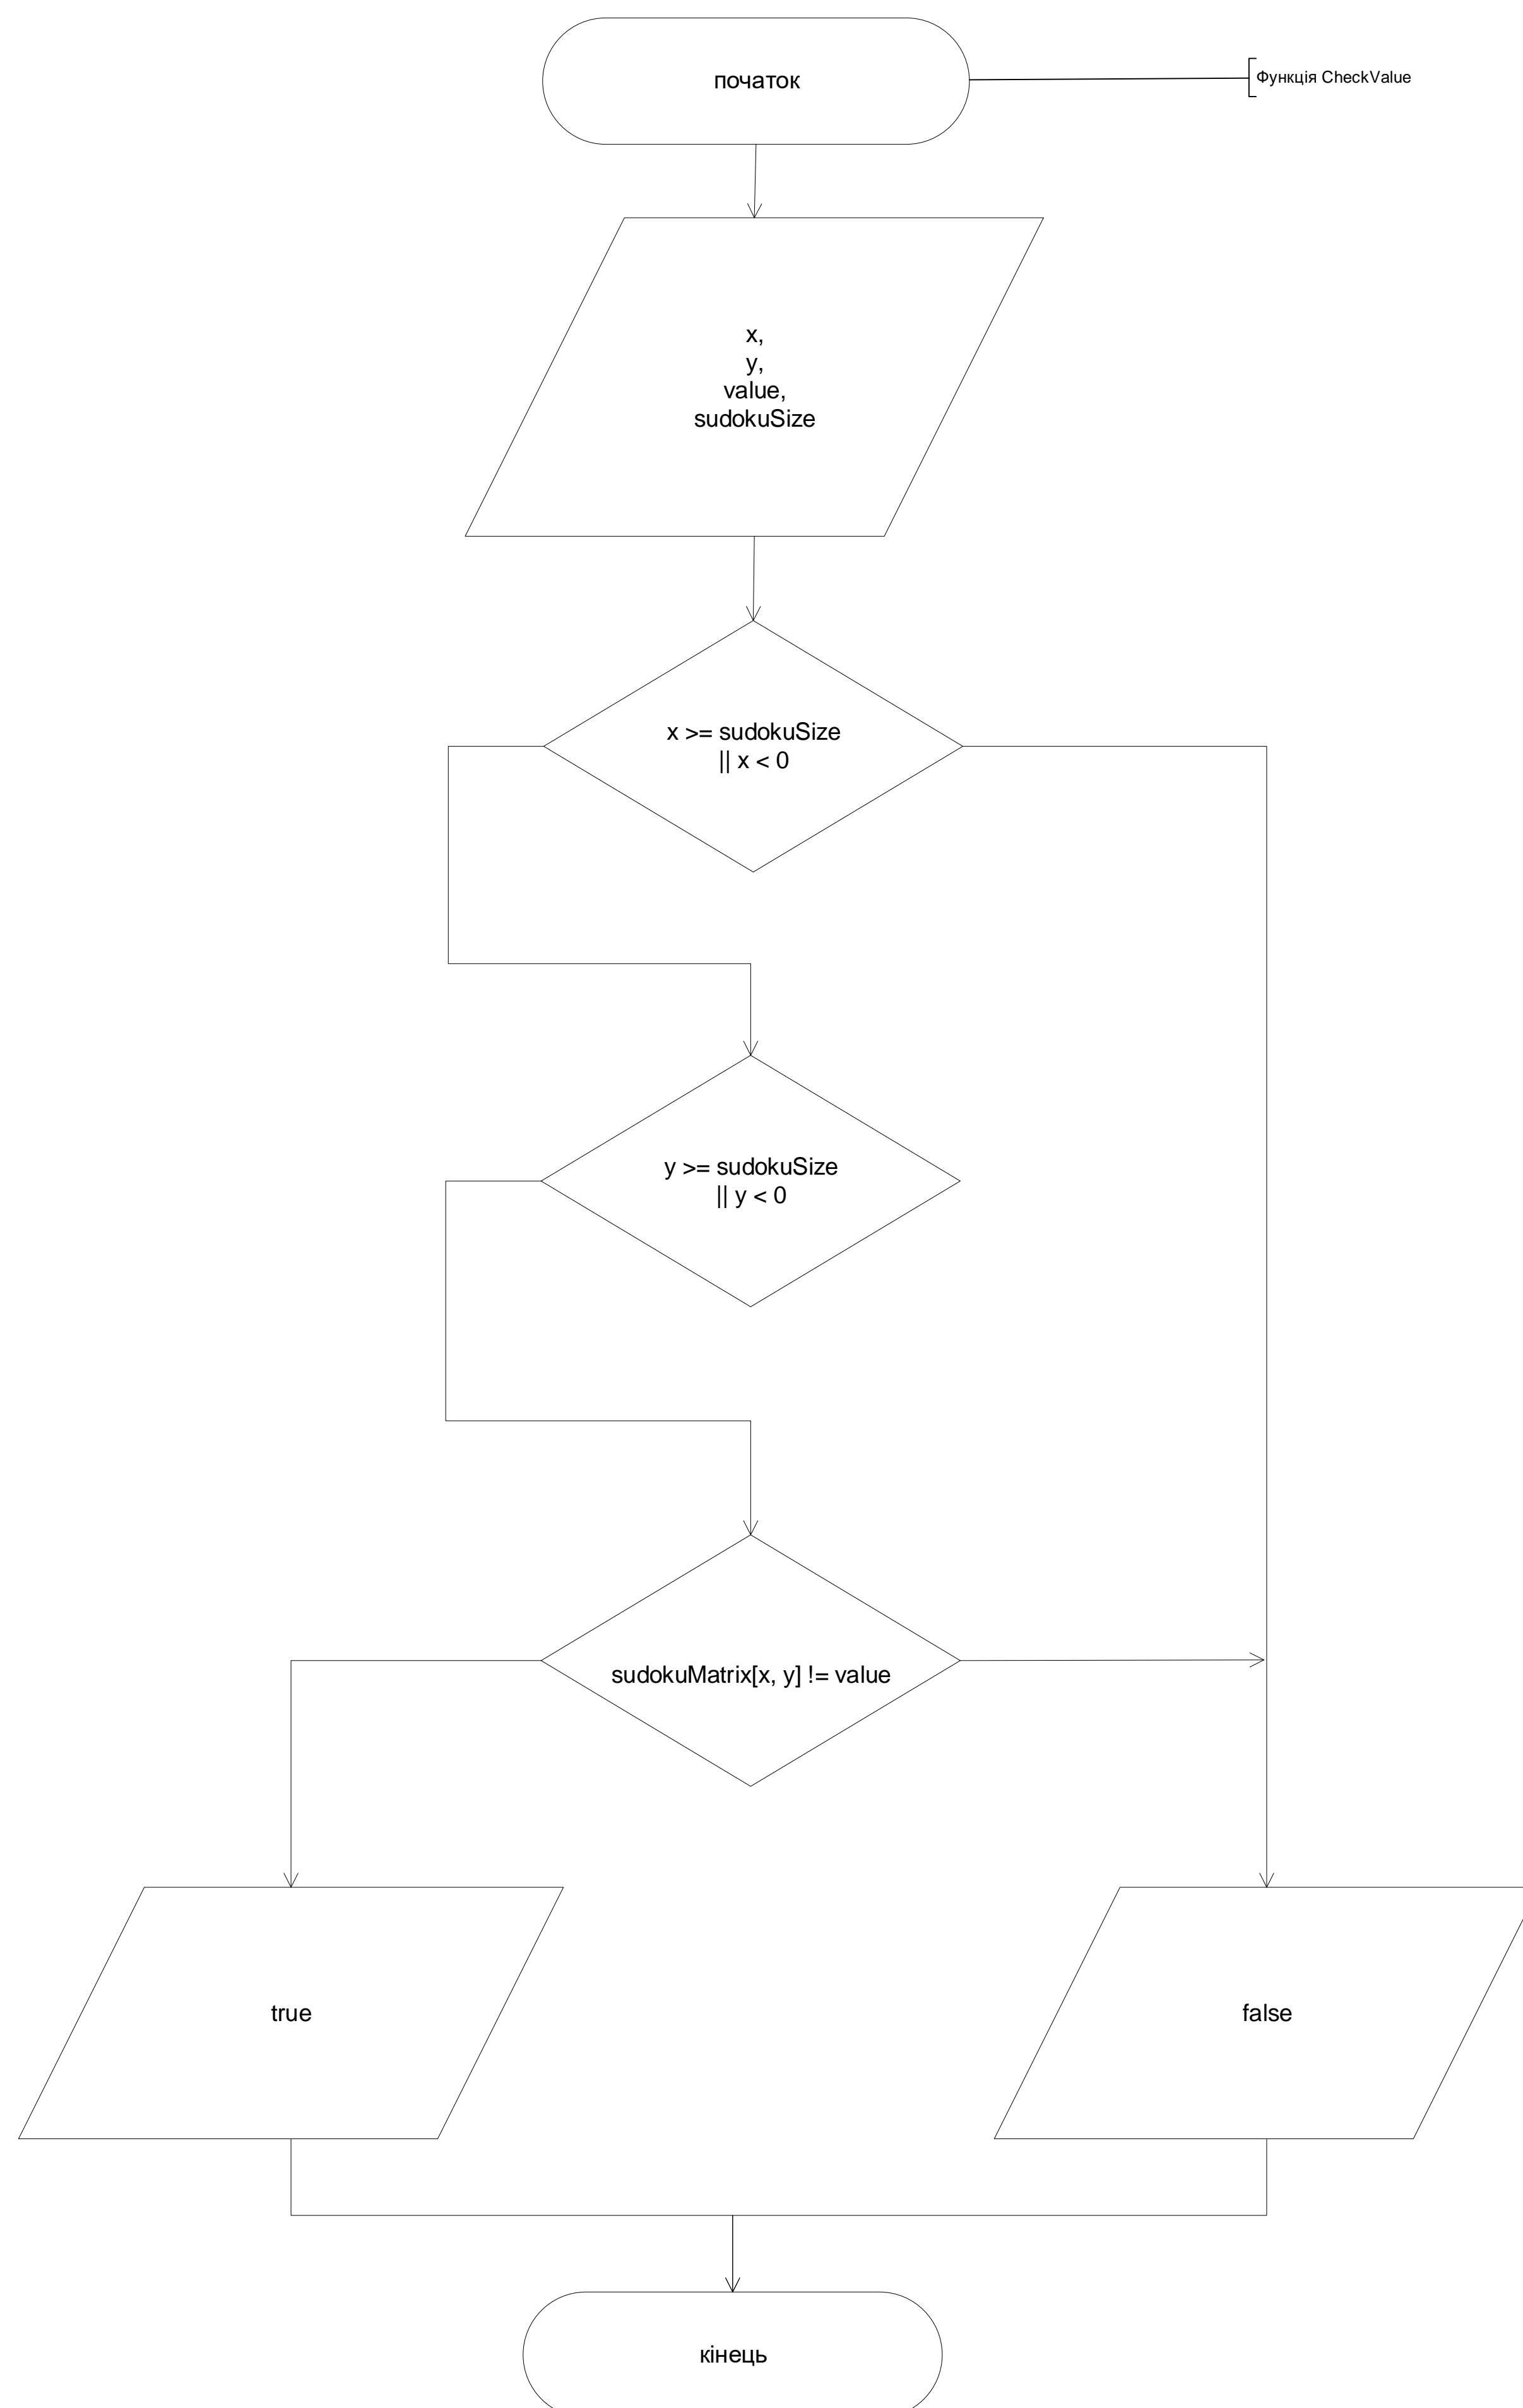 початок
Функція CheckValue
x,
y,
value,
sudokuSize
x >= sudokuSize
|| x < 0
y >= sudokuSize
|| y < 0
sudokuMatrix[x, y] != value
true
false
кінець